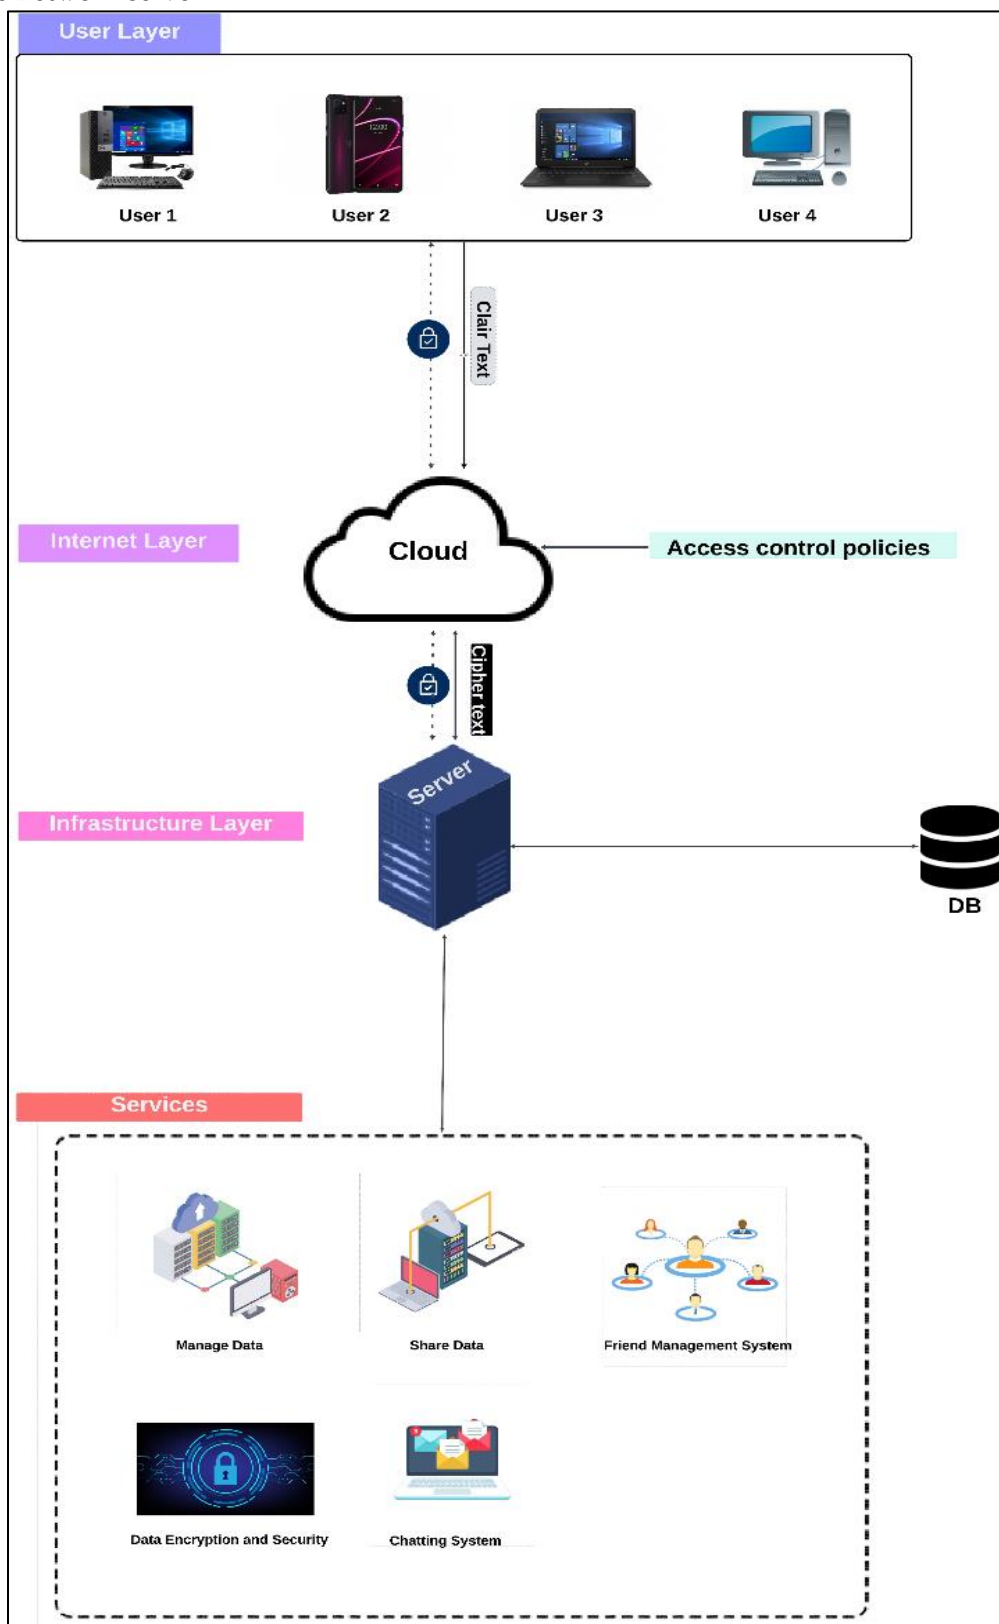 User Layer
User 1
User 2
User 3
User 4
Clair Text
Internet Layer
Cloud
Access control policies
Cipher text
Server
Infrastructure Layer
DB
Services
Manage Data
Share Data
Friend Management System
Data Encryption and Security
Chatting System